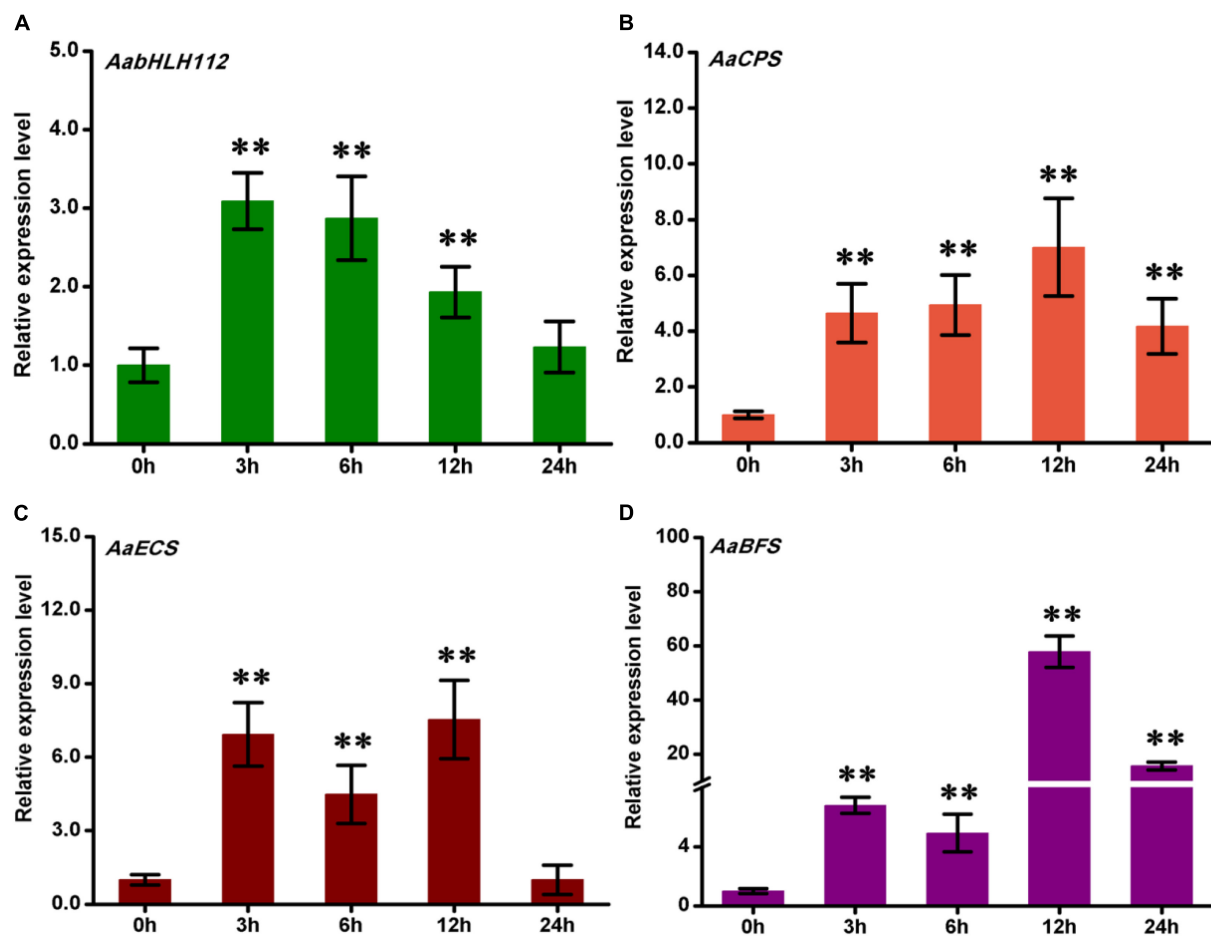 A
AabHLH112
Relative expression level
5.0
4.0
3.0
2.0
1.0
0.0
** ** **
0h 3h 6h 12h 24h
B
AaCPS
Relative expression level
14.0
12.0
10.0
8.0
6.0
4.0
2.0
0.0
** ** ** **
0h 3h 6h 12h 24h
C
AaECS
Relative expression level
15.0
12.0
9.0
6.0
3.0
0.0
** ** **
0h 3h 6h 12h 24h
D
AaBFS
Relative expression level
100
80
60
40
20
4
0
** ** ** **
0h 3h 6h 12h 24h